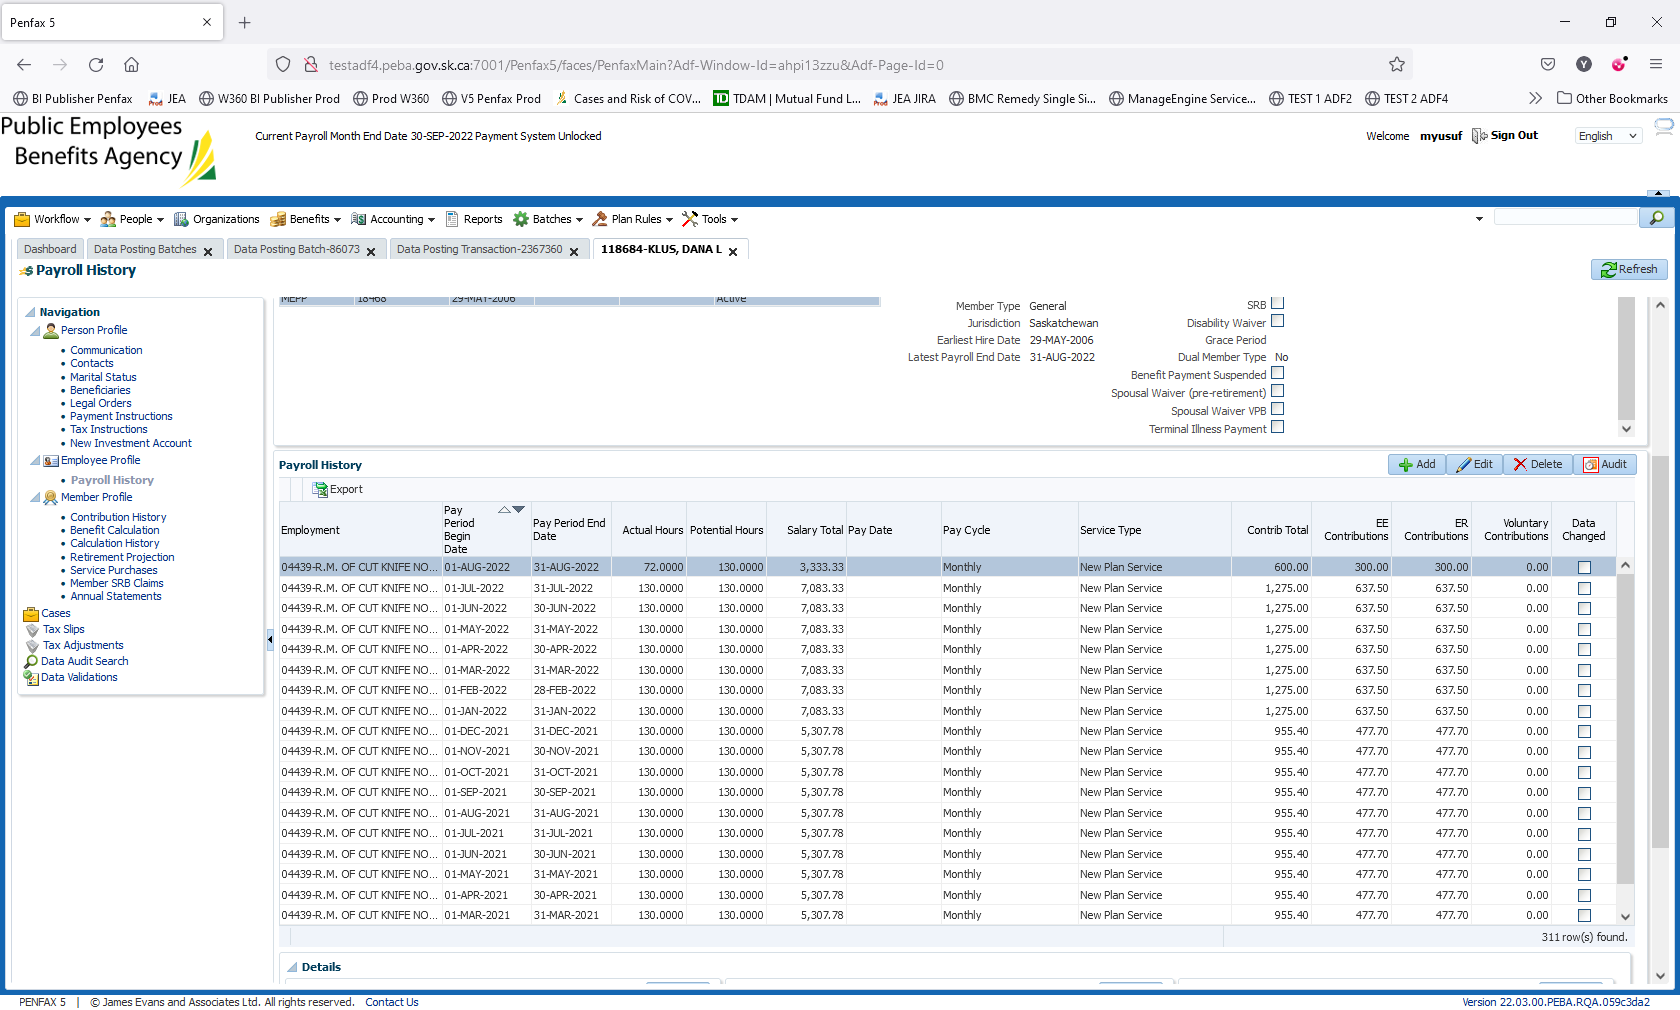 Penfax 5
testadf4.peba.gov.sk.ca:7001/Penfax5/faces/PenfaxMain?Adf-Window-Id=ahpi13zzu&Adf-Page-Id=0
BI Publisher Penfax JEA W360 BI Publisher Prod Prod W360 V5 Penfax Prod Cases and Risk of COV... TDAM | Mutual Fund L... JEA JIRA BMC Remedy Single Si... ManageEngine Service... TEST 1 ADF2 TEST 2 ADF4 Other Bookmarks
Public Employees
Benefits Agency
Current Payroll Month End Date 30-SEP-2022 Payment System Unlocked
Welcome myusuf Sign Out English
Workflow People Organizations Benefits Accounting Reports Batches Plan Rules Tools
Dashboard Data Posting Batches Data Posting Batch-86073 Data Posting Transaction-2367360 118684-KLUS, DANA L
Payroll History Refresh
Navigation
Person Profile
Communication
Contacts
Marital Status
Beneficiaries
Legal Orders
Payment Instructions
Tax Instructions
New Investment Account
Employee Profile
Payroll History
Member Profile
Contribution History
Benefit Calculation
Calculation History
Retirement Projection
Service Purchases
Member SRB Claims
Annual Statements
Cases
Tax Slips
Tax Adjustments
Data Audit Search
Data Validations
MEPP 18468 29-MAY-2006 Active
Member Type General SRB
Jurisdiction Saskatchewan Disability Waiver
Earliest Hire Date 29-MAY-2006 Grace Period
Latest Payroll End Date 31-AUG-2022 Dual Member Type No
Benefit Payment Suspended
Spousal Waiver (pre-retirement)
Spousal Waiver VPB
Terminal Illness Payment
Payroll History Add Edit Delete Audit
Export
Employment Pay Period Begin Date Pay Period End Date Actual Hours Potential Hours Salary Total Pay Date Pay Cycle Service Type Contrib Total EE Contributions ER Contributions Voluntary Contributions Data Changed
04439-R.M. OF CUT KNIFE NO... 01-AUG-2022 31-AUG-2022 72.0000 130.0000 3,333.33 Monthly New Plan Service 600.00 300.00 300.00 0.00
04439-R.M. OF CUT KNIFE NO... 01-JUL-2022 31-JUL-2022 130.0000 130.0000 7,083.33 Monthly New Plan Service 1,275.00 637.50 637.50 0.00
04439-R.M. OF CUT KNIFE NO... 01-JUN-2022 30-JUN-2022 130.0000 130.0000 7,083.33 Monthly New Plan Service 1,275.00 637.50 637.50 0.00
04439-R.M. OF CUT KNIFE NO... 01-MAY-2022 31-MAY-2022 130.0000 130.0000 7,083.33 Monthly New Plan Service 1,275.00 637.50 637.50 0.00
04439-R.M. OF CUT KNIFE NO... 01-APR-2022 30-APR-2022 130.0000 130.0000 7,083.33 Monthly New Plan Service 1,275.00 637.50 637.50 0.00
04439-R.M. OF CUT KNIFE NO... 01-MAR-2022 31-MAR-2022 130.0000 130.0000 7,083.33 Monthly New Plan Service 1,275.00 637.50 637.50 0.00
04439-R.M. OF CUT KNIFE NO... 01-FEB-2022 28-FEB-2022 130.0000 130.0000 7,083.33 Monthly New Plan Service 1,275.00 637.50 637.50 0.00
04439-R.M. OF CUT KNIFE NO... 01-JAN-2022 31-JAN-2022 130.0000 130.0000 7,083.33 Monthly New Plan Service 1,275.00 637.50 637.50 0.00
04439-R.M. OF CUT KNIFE NO... 01-DEC-2021 31-DEC-2021 130.0000 130.0000 5,307.78 Monthly New Plan Service 955.40 477.70 477.70 0.00
04439-R.M. OF CUT KNIFE NO... 01-NOV-2021 30-NOV-2021 130.0000 130.0000 5,307.78 Monthly New Plan Service 955.40 477.70 477.70 0.00
04439-R.M. OF CUT KNIFE NO... 01-OCT-2021 31-OCT-2021 130.0000 130.0000 5,307.78 Monthly New Plan Service 955.40 477.70 477.70 0.00
04439-R.M. OF CUT KNIFE NO... 01-SEP-2021 30-SEP-2021 130.0000 130.0000 5,307.78 Monthly New Plan Service 955.40 477.70 477.70 0.00
04439-R.M. OF CUT KNIFE NO... 01-AUG-2021 31-AUG-2021 130.0000 130.0000 5,307.78 Monthly New Plan Service 955.40 477.70 477.70 0.00
04439-R.M. OF CUT KNIFE NO... 01-JUL-2021 31-JUL-2021 130.0000 130.0000 5,307.78 Monthly New Plan Service 955.40 477.70 477.70 0.00
04439-R.M. OF CUT KNIFE NO... 01-JUN-2021 30-JUN-2021 130.0000 130.0000 5,307.78 Monthly New Plan Service 955.40 477.70 477.70 0.00
04439-R.M. OF CUT KNIFE NO... 01-MAY-2021 31-MAY-2021 130.0000 130.0000 5,307.78 Monthly New Plan Service 955.40 477.70 477.70 0.00
04439-R.M. OF CUT KNIFE NO... 01-APR-2021 30-APR-2021 130.0000 130.0000 5,307.78 Monthly New Plan Service 955.40 477.70 477.70 0.00
04439-R.M. OF CUT KNIFE NO... 01-MAR-2021 31-MAR-2021 130.0000 130.0000 5,307.78 Monthly New Plan Service 955.40 477.70 477.70 0.00
311 row(s) found.
Details
PENFAX 5 | © James Evans and Associates Ltd. All rights reserved. Contact Us Version 22.03.00.PEBA.RQA.059c3da2